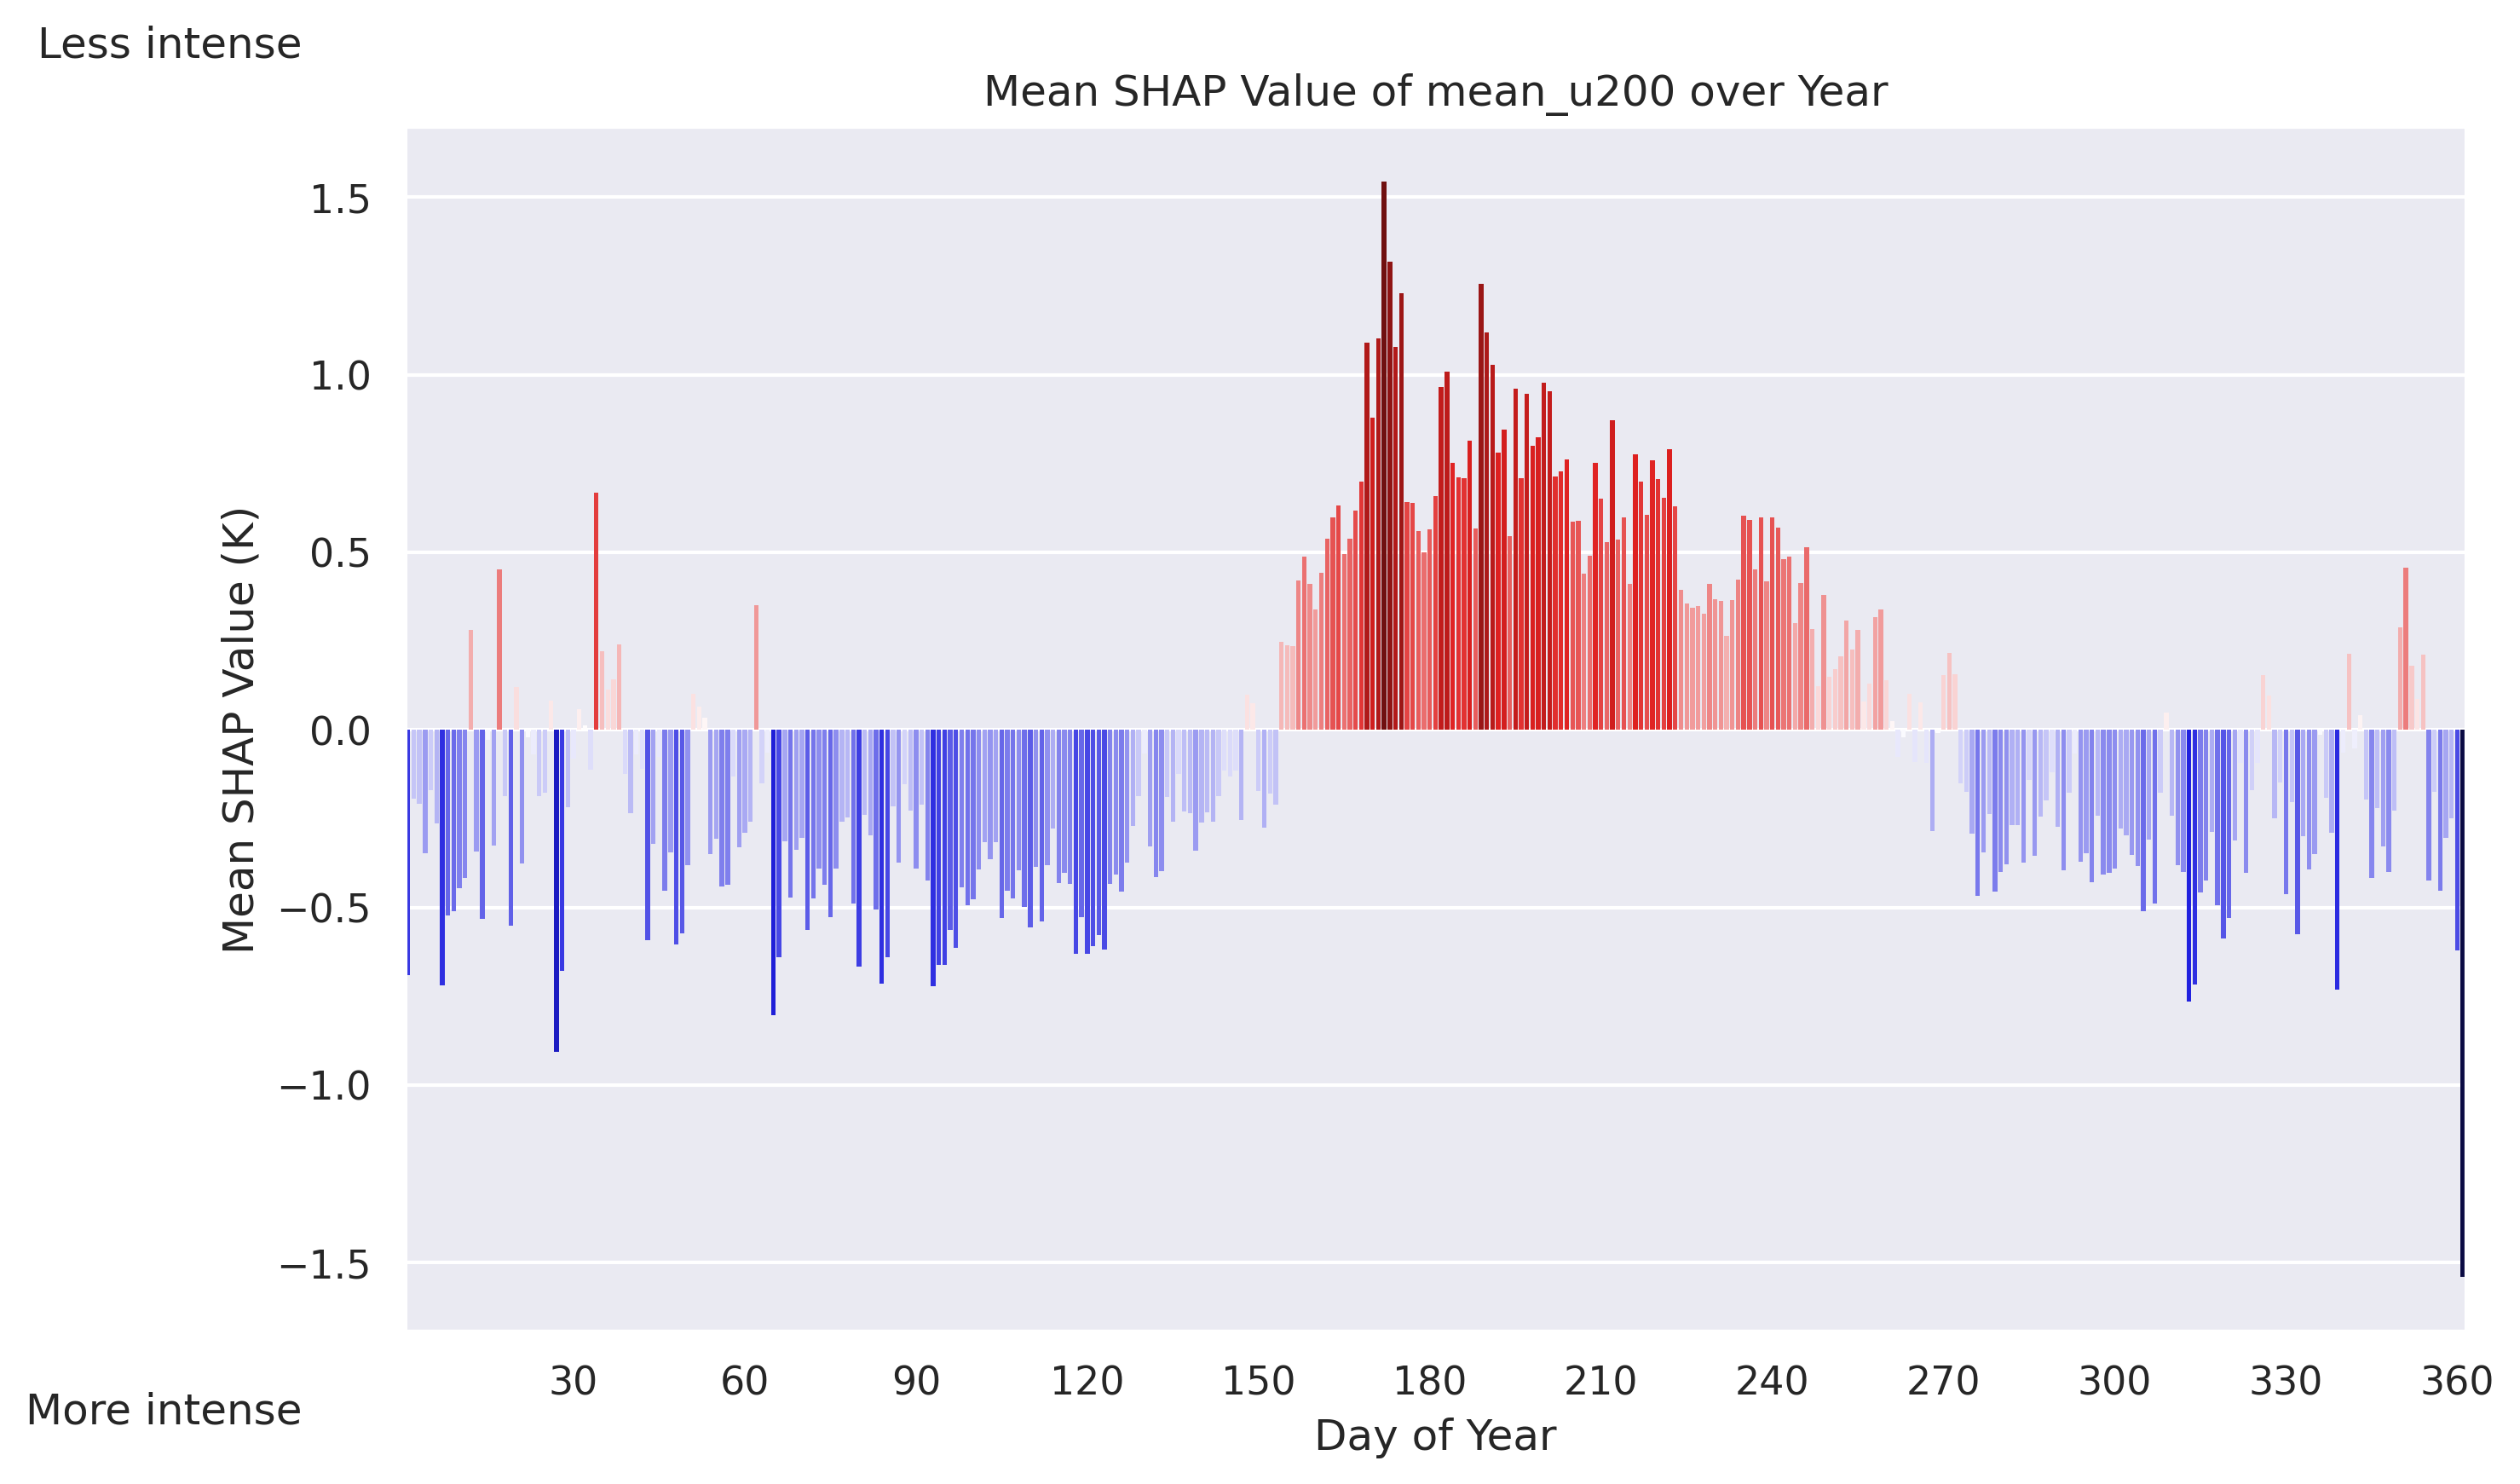 Less intense
Mean SHAP Value of mean_u200 over Year
1.5
1.0
0.5
0.0
−0.5
−1.0
−1.5
Mean SHAP Value (K)
30 60 90 120 150 180 210 240 270 300 330 360
More intense
Day of Year